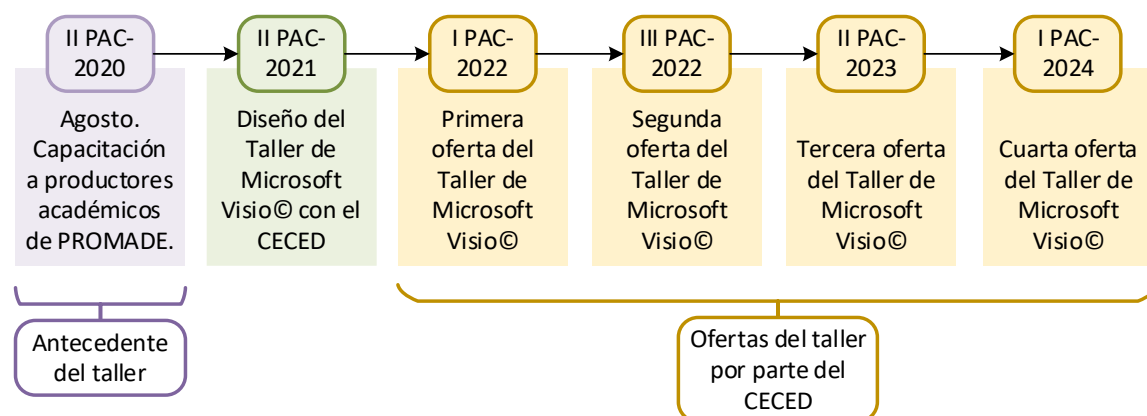 II PAC-
2020
II PAC-
2021
I PAC-
2022
III PAC-
2022
II PAC-
2023
I PAC-
2024
Agosto.
Capacitación
a productores
académicos
de PROMADE.
Diseño del
Taller de
Microsoft
Visio© con el
CECED
Primera
oferta del
Taller de
Microsoft
Visio©
Segunda
oferta del
Taller de
Microsoft
Visio©
Tercera oferta
del Taller de
Microsoft
Visio©
Cuarta oferta
del Taller de
Microsoft
Visio©
Antecedente
del taller
Ofertas del taller
por parte del
CECED